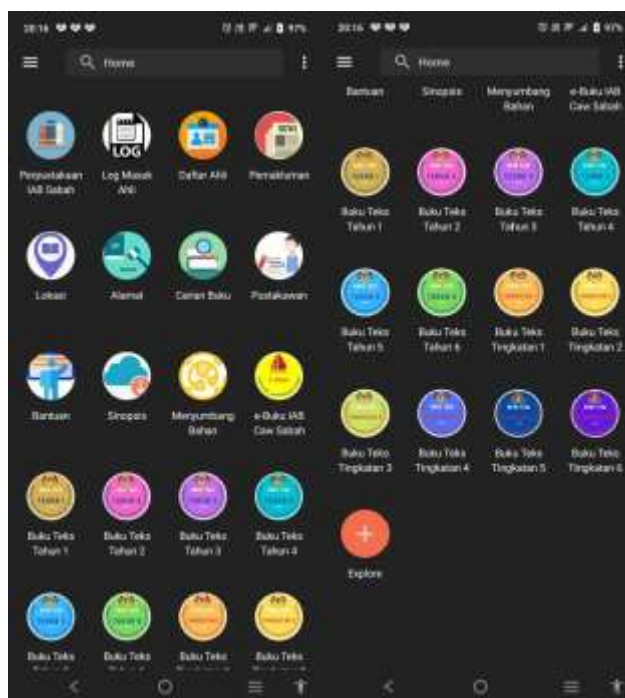 20:16
97%
Home
Perpustakaan
IAB Sabah
LOG
Log Masuk
Ahli
Daftar Ahli
NEWS
Pemakluman
Lokasi
Alamat
Carian Buku
Pustakawan
Bantuan
Sinopsis
Menyumbang
Bahan
e-Buku IAB
Caw Sabah
Buku Teks
Tahun 1
Buku Teks
Tahun 2
Buku Teks
Tahun 3
Buku Teks
Tahun 4
Buku Teks
Buku Teks
Buku Teks
Buku Teks
20:16
97%
Home
Bantuan
Sinopsis
Menyumbang
Bahan
e-Buku IAB
Caw Sabah
Buku Teks
Tahun 1
Buku Teks
Tahun 2
Buku Teks
Tahun 3
Buku Teks
Tahun 4
Buku Teks
Tahun 5
Buku Teks
Tahun 6
Buku Teks
Tingkatan 1
Buku Teks
Tingkatan 2
Buku Teks
Tingkatan 3
Buku Teks
Tingkatan 4
Buku Teks
Tingkatan 5
Buku Teks
Tingkatan 6
Explore